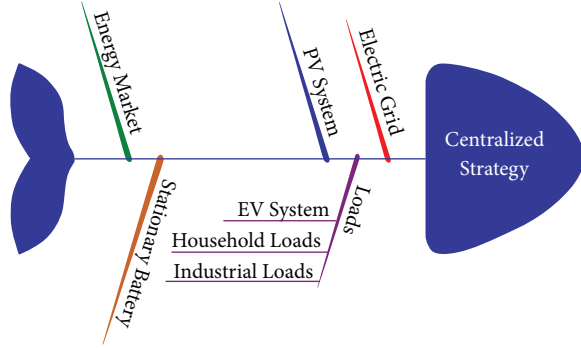 Energy Market
PV System
Electric Grid
Centralized
Strategy
Stationary Battery
Loads
EV System
Household Loads
Industrial Loads